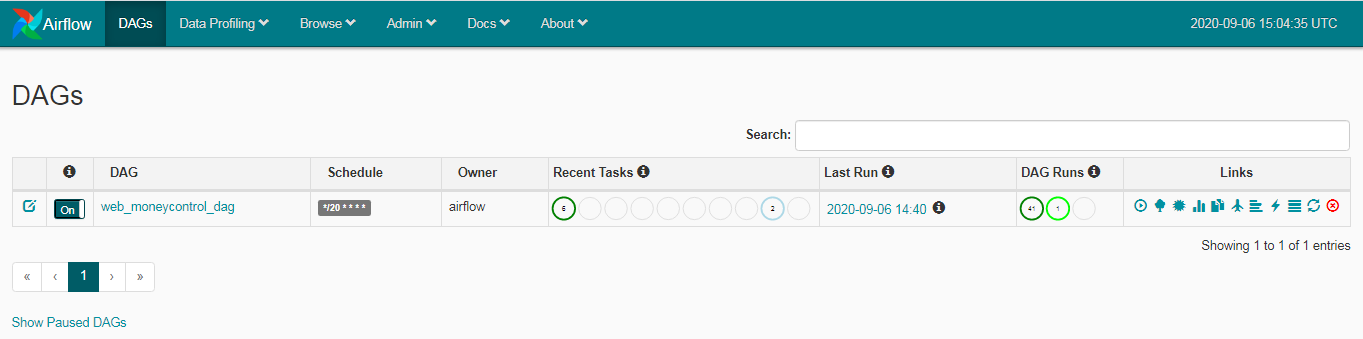 Airflow DAGs Data Profiling Browse Admin Docs About 2020-09-06 15:04:35 UTC
DAGs
Search:
DAG Schedule Owner Recent Tasks Last Run DAG Runs Links
On web_moneycontrol_dag */20 * * * * airflow 6 2 2020-09-06 14:40 41 1
Showing 1 to 1 of 1 entries
« ‹ 1 › »
Show Paused DAGs